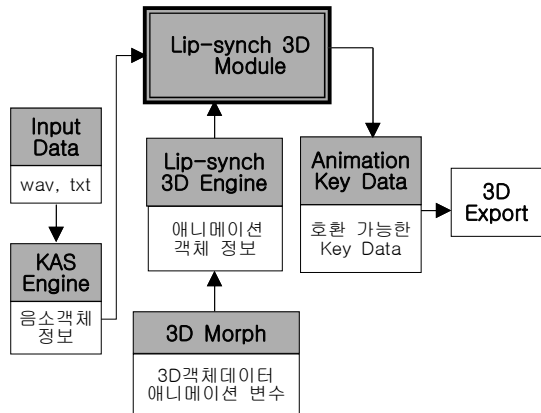 Lip-synch 3D
Module
Input
Data
wav, txt
KAS
Engine
음소객체
정보
Lip-synch
3D Engine
애니메이션
객체 정보
3D Morph
3D객체데이터
애니메이션 변수
Animation
Key Data
호환 가능한
Key Data
3D
Export